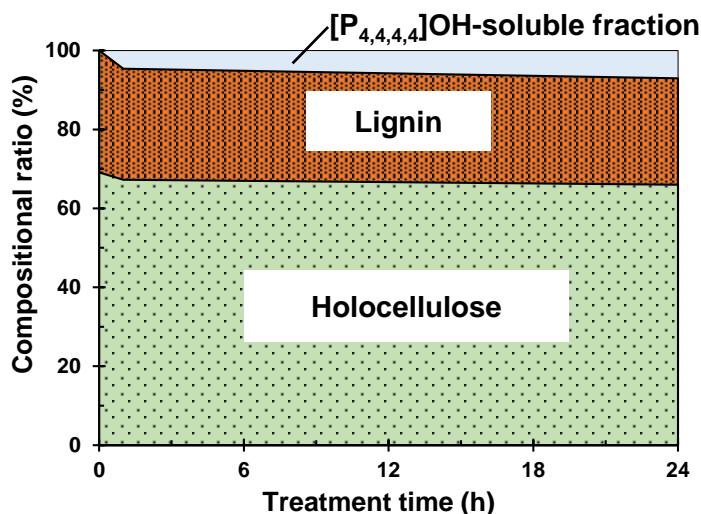 [P4,4,4,4]OH-soluble fraction
Compositional ratio (%)
100
80
60
40
20
0
Lignin
Holocellulose
0 6 12 18 24
Treatment time (h)